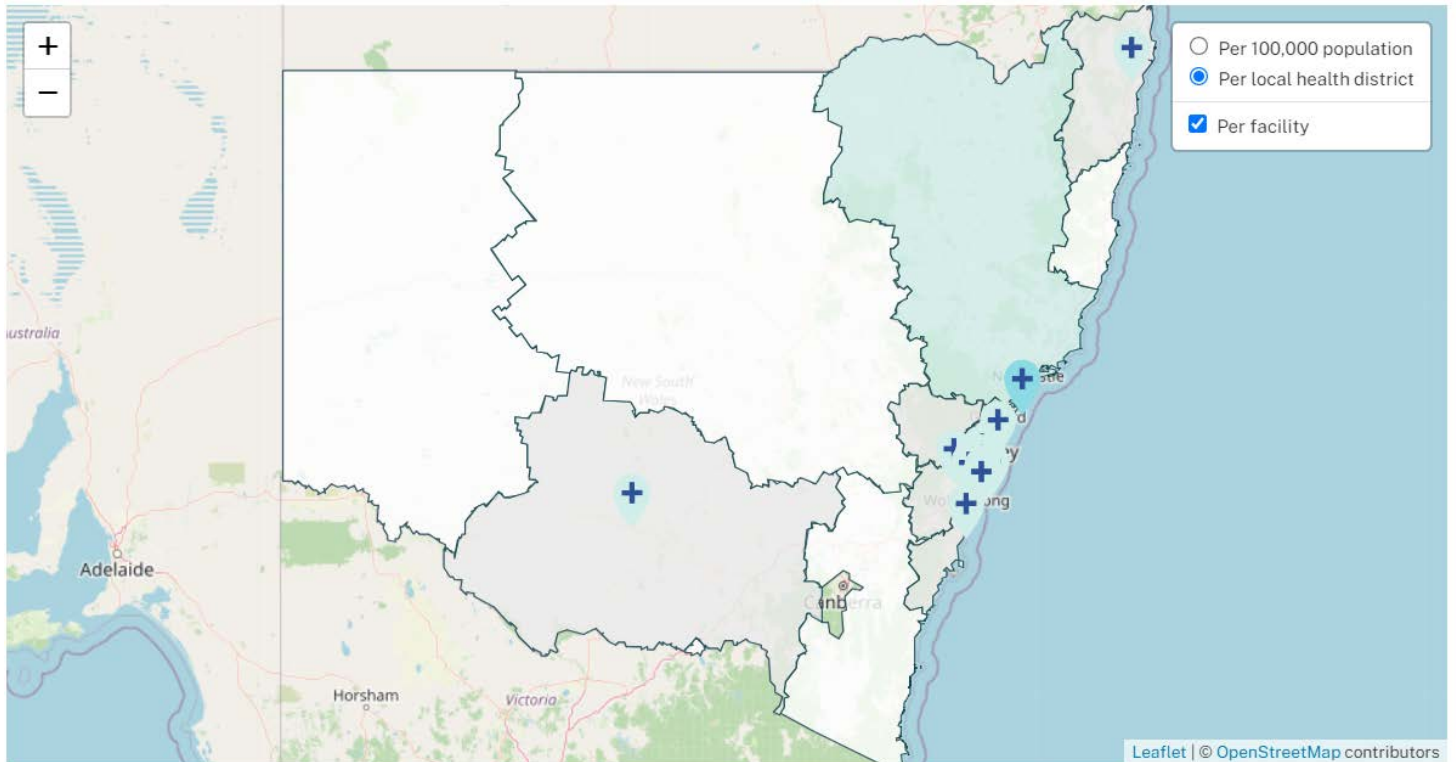 +
−
Per 100,000 population
Per local health district
Per facility
ustralia
New South
Wales
Adelaide
Canberra
Horsham
Victoria
Leaflet | © OpenStreetMap contributors